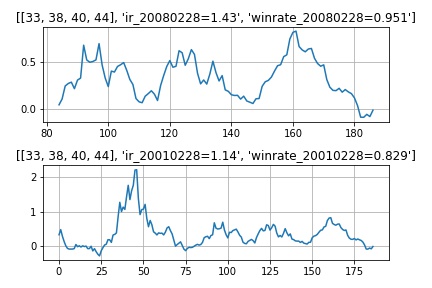 [[33, 38, 40, 44], 'ir_20080228=1.43', 'winrate_20080228=0.951']
0.5
0.0
80 100 120 140 160 180
[[33, 38, 40, 44], 'ir_20010228=1.14', 'winrate_20010228=0.829']
2
1
0
0 25 50 75 100 125 150 175